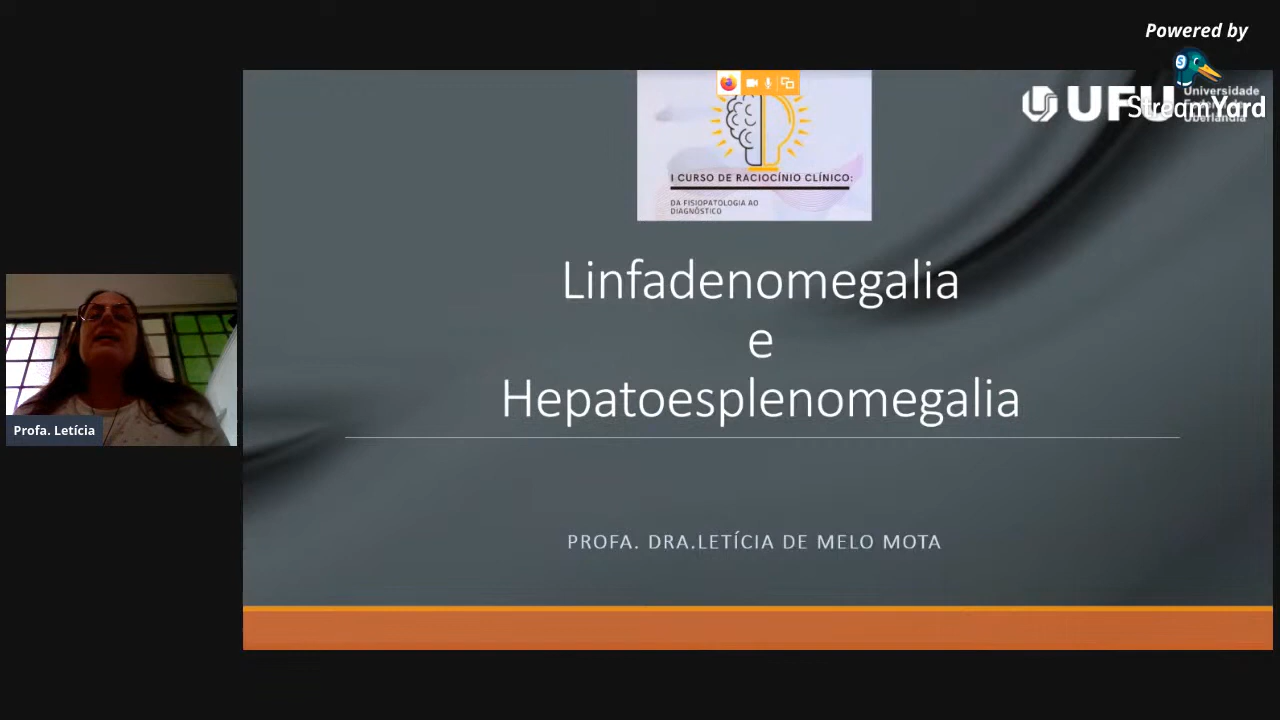 Powered by
StreamYard
UFU
Universidade
Uberlândia
I CURSO DE RACIOCÍNIO CLÍNICO:
DA FISIOPATOLOGIA AO
DIAGNÓSTICO
Linfadenomegalia
e
Hepatoesplenomegalia
PROFA. DRA.LETÍCIA DE MELO MOTA
Profa. Letícia